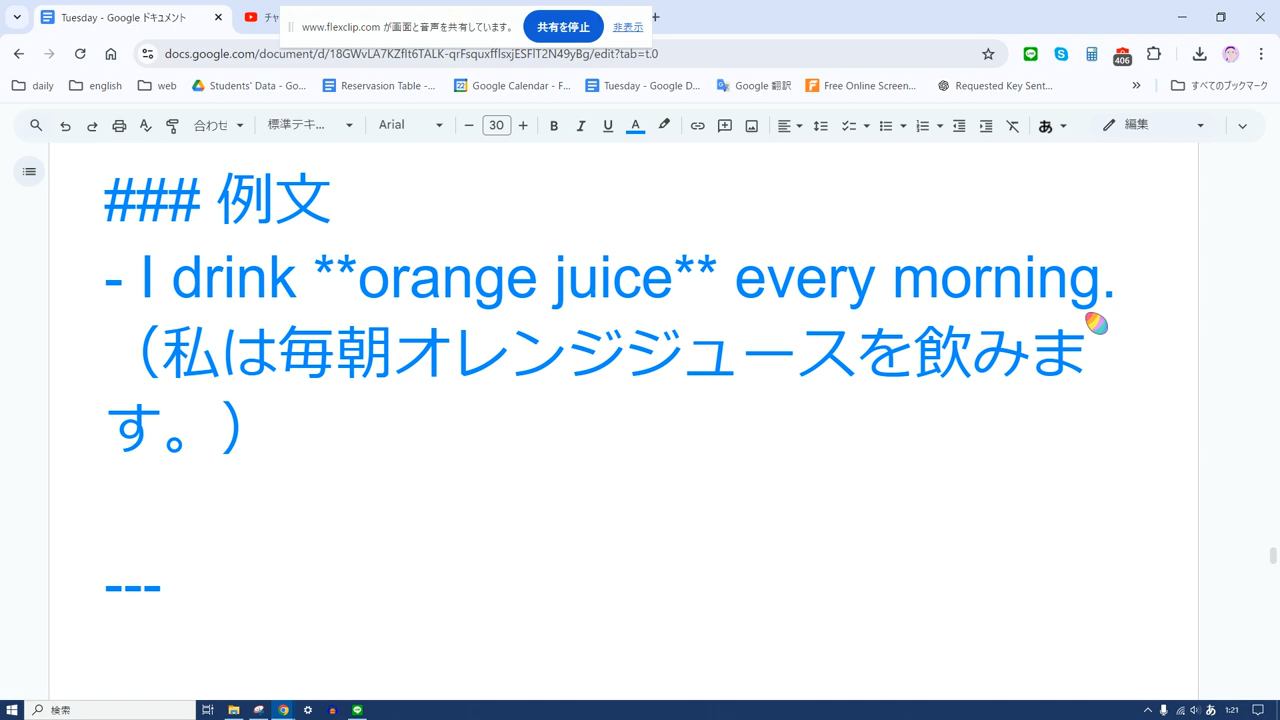 Tuesday - Google ドキュメント
www.flexclip.com が画面と音声を共有しています。
共有を停止
非表示
docs.google.com/document/d/18GWvLA7KZflt6TALK-qrFsquxfflsxjESFlT2N49yBg/edit?tab=t.0
406
daily
english
web
Students' Data - Go...
Reservasion Table -...
Google Calendar - F...
Tuesday - Google D...
Google 翻訳
Free Online Screen...
Requested Key Sent...
»
すべてのブックマーク
合わせ
標準テキ...
Arial
30
B
I
U
A
あ
編集
### 例文
- I drink **orange juice** every morning.
（私は毎朝オレンジジュースを飲みま
す。）
---
検索
あ
1:21